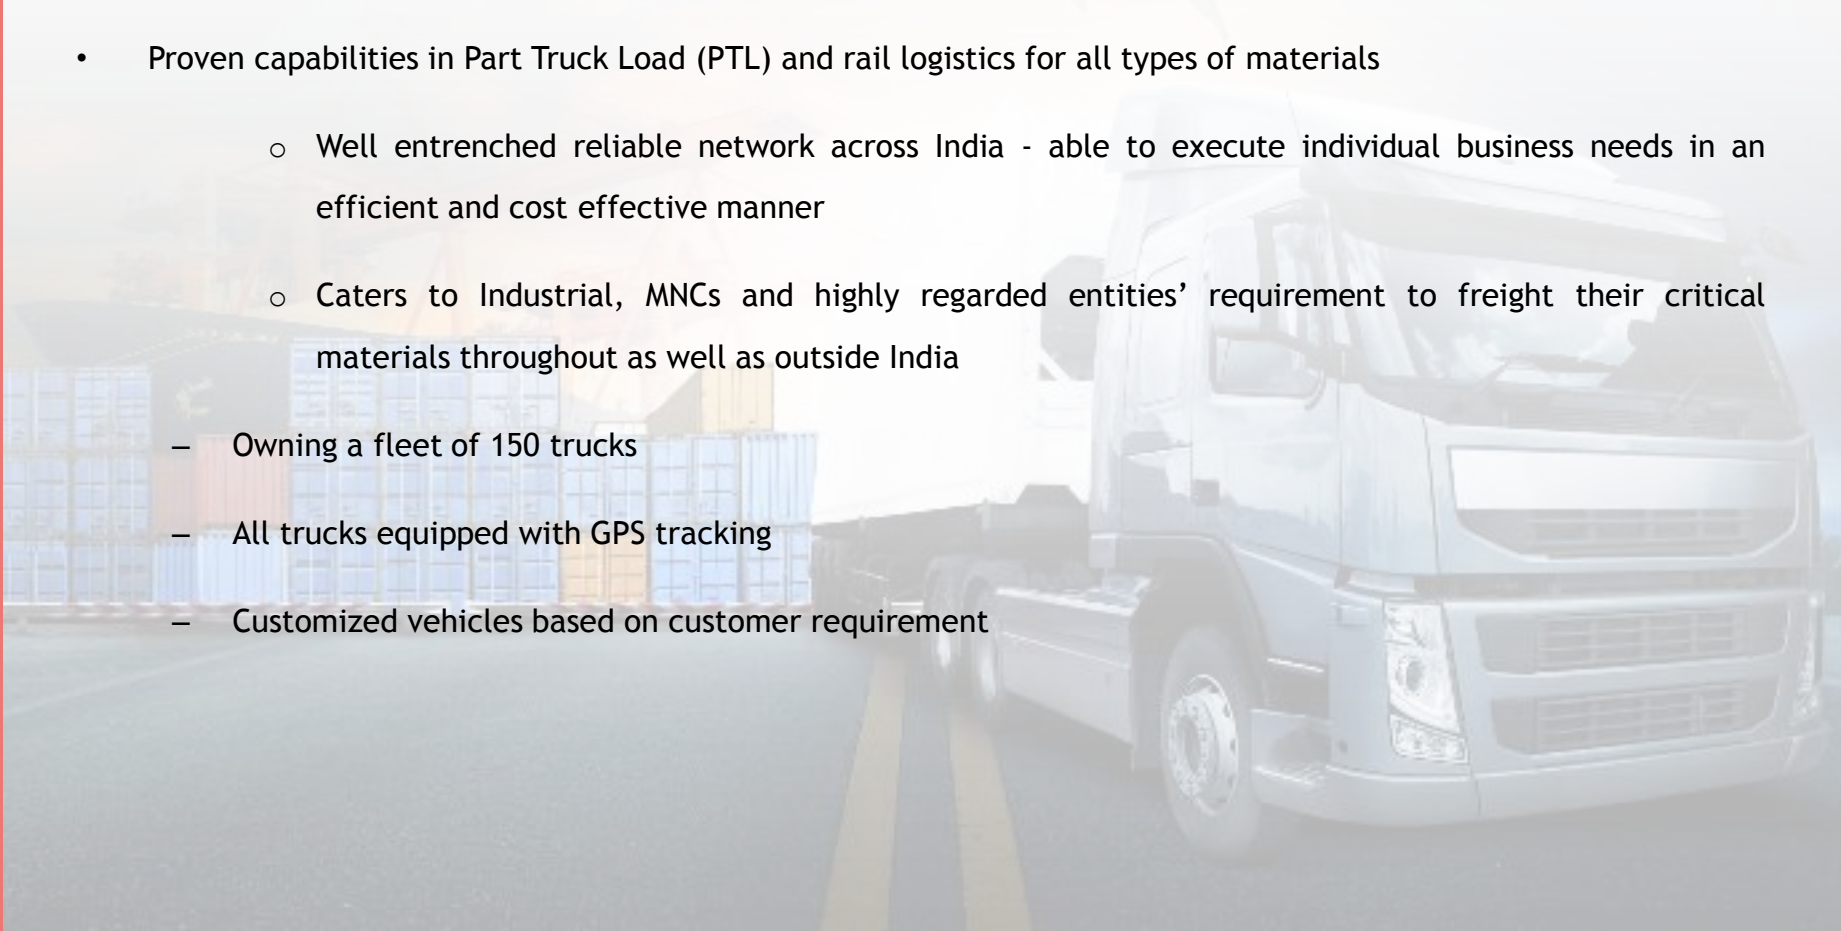 • Proven capabilities in Part Truck Load (PTL) and rail logistics for all types of materials
o Well entrenched reliable network across India - able to execute individual business needs in an
efficient and cost effective manner
o Caters to Industrial, MNCs and highly regarded entities’ requirement to freight their critical
materials throughout as well as outside India
– Owning a fleet of 150 trucks
– All trucks equipped with GPS tracking
– Customized vehicles based on customer requirement